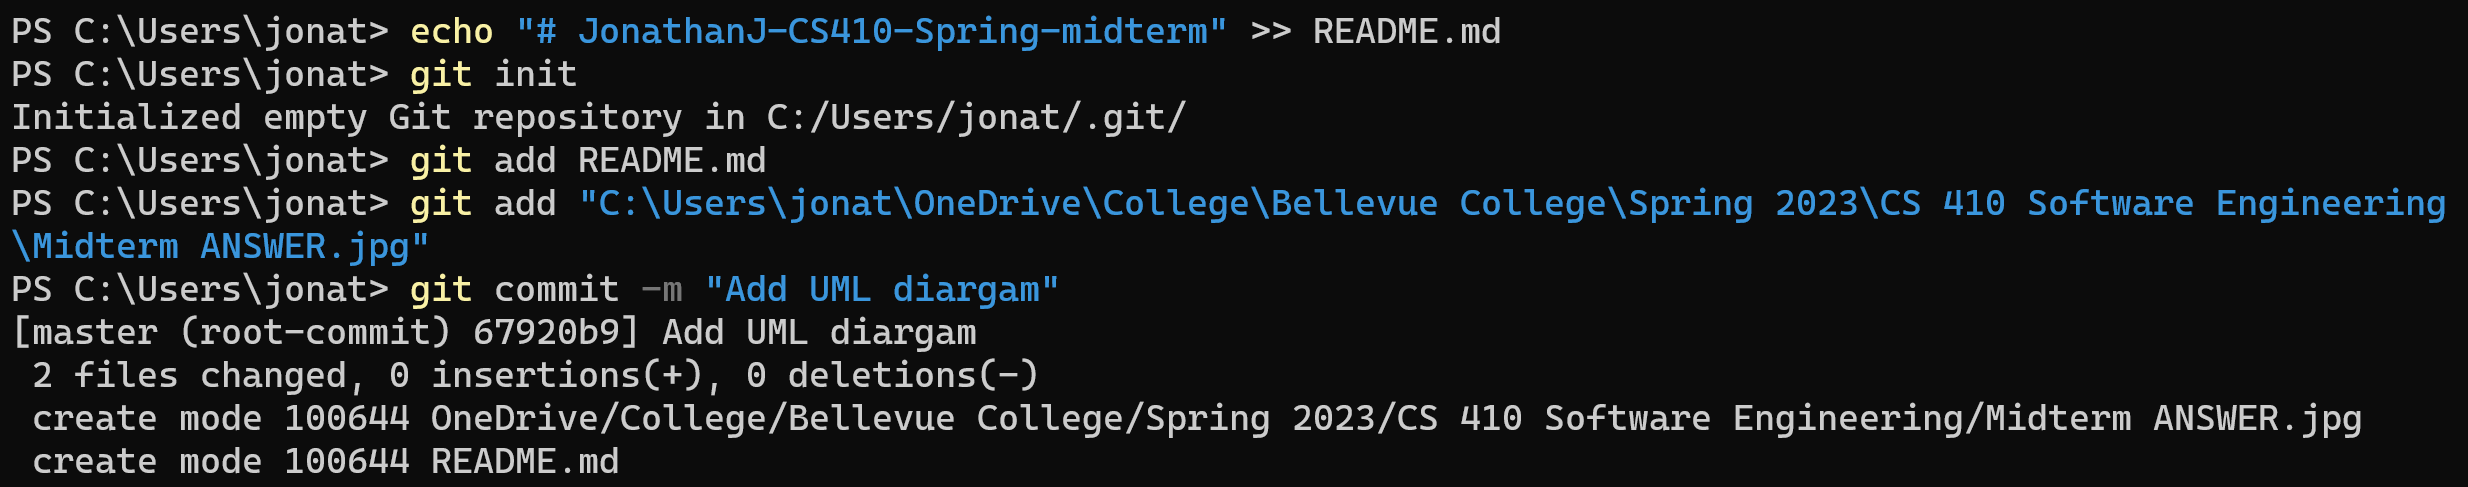 PS C:\Users\jonat> echo "# JonathanJ-CS410-Spring-midterm" >> README.md
PS C:\Users\jonat> git init
Initialized empty Git repository in C:/Users/jonat/.git/
PS C:\Users\jonat> git add README.md
PS C:\Users\jonat> git add "C:\Users\jonat\OneDrive\College\Bellevue College\Spring 2023\CS 410 Software Engineering
\Midterm ANSWER.jpg"
PS C:\Users\jonat> git commit -m "Add UML diargam"
[master (root-commit) 67920b9] Add UML diargam
 2 files changed, 0 insertions(+), 0 deletions(-)
 create mode 100644 OneDrive/College/Bellevue College/Spring 2023/CS 410 Software Engineering/Midterm ANSWER.jpg
 create mode 100644 README.md